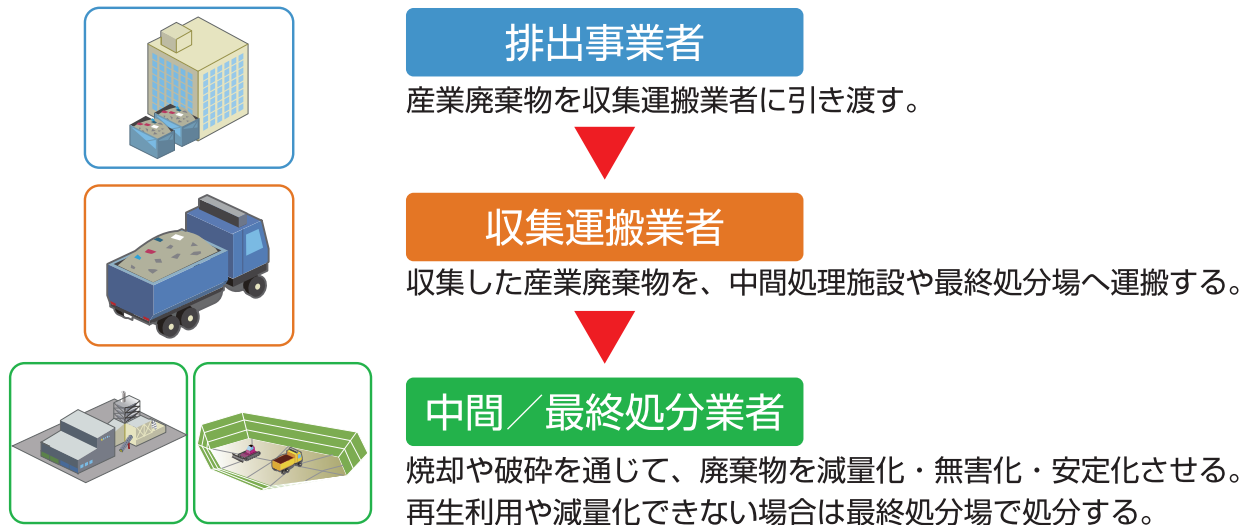 排出事業者
産業廃棄物を収集運搬業者に引き渡す。
収集運搬業者
収集した産業廃棄物を、中間処理施設や最終処分場へ運搬する。
中間／最終処分業者
焼却や破砕を通じて、廃棄物を減量化・無害化・安定化させる。
再生利用や減量化できない場合は最終処分場で処分する。